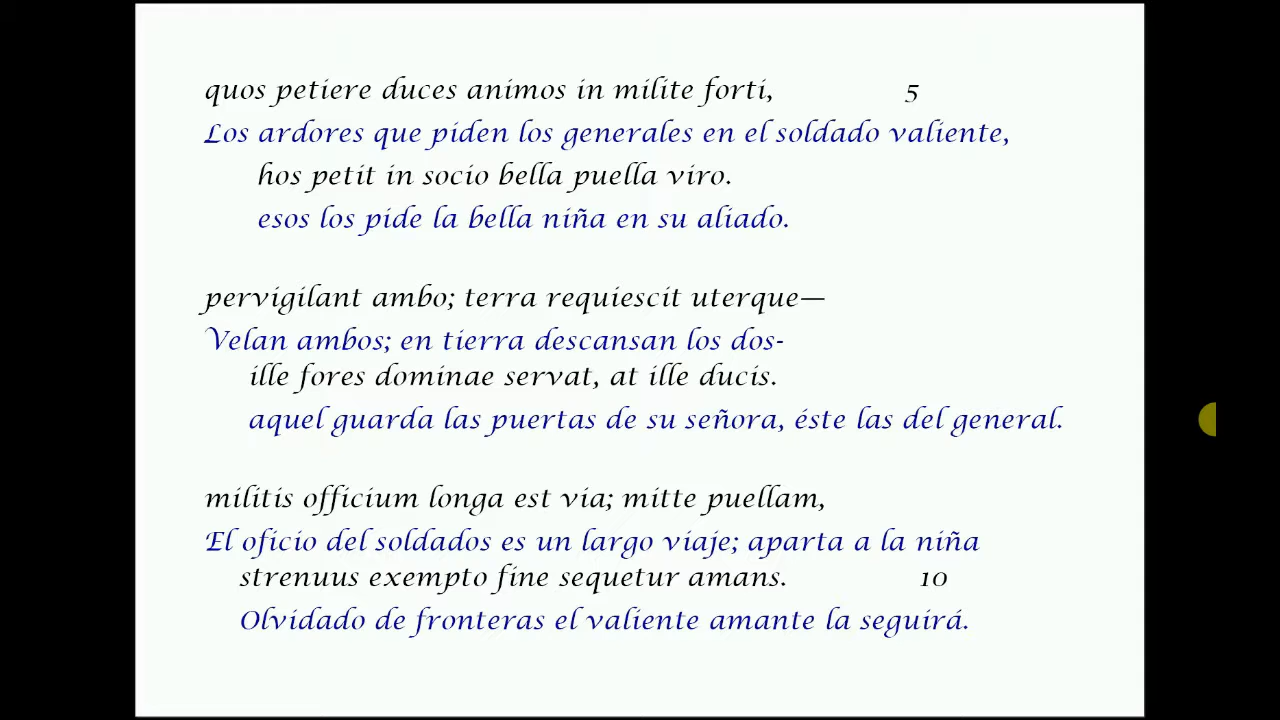 quos petiere duces animos in milite forti, 5
Los ardores que piden los generales en el soldado valiente,
hos petit in socio bella puella viro.
esos los pide la bella niña en su aliado.
pervigilant ambo; terra requiescit uterque—
Velan ambos; en tierra descansan los dos-
ille fores dominae servat, at ille ducis.
aquel guarda las puertas de su señora, éste las del general.
militis officium longa est via; mitte puellam,
El oficio del soldados es un largo viaje; aparta a la niña
strenuus exempto fine sequetur amans. 10
Olvidado de fronteras el valiente amante la seguirá.